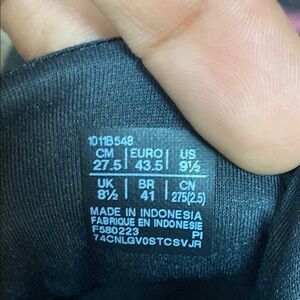 1011B548
CM EURO US
27.5 43.5 9½
UK BR CN
8½ 41 275(2.5)
MADE IN INDONESIA
FABRIQUE EN INDONESIE
F580223 PI
74CNLGV0STCSVJR